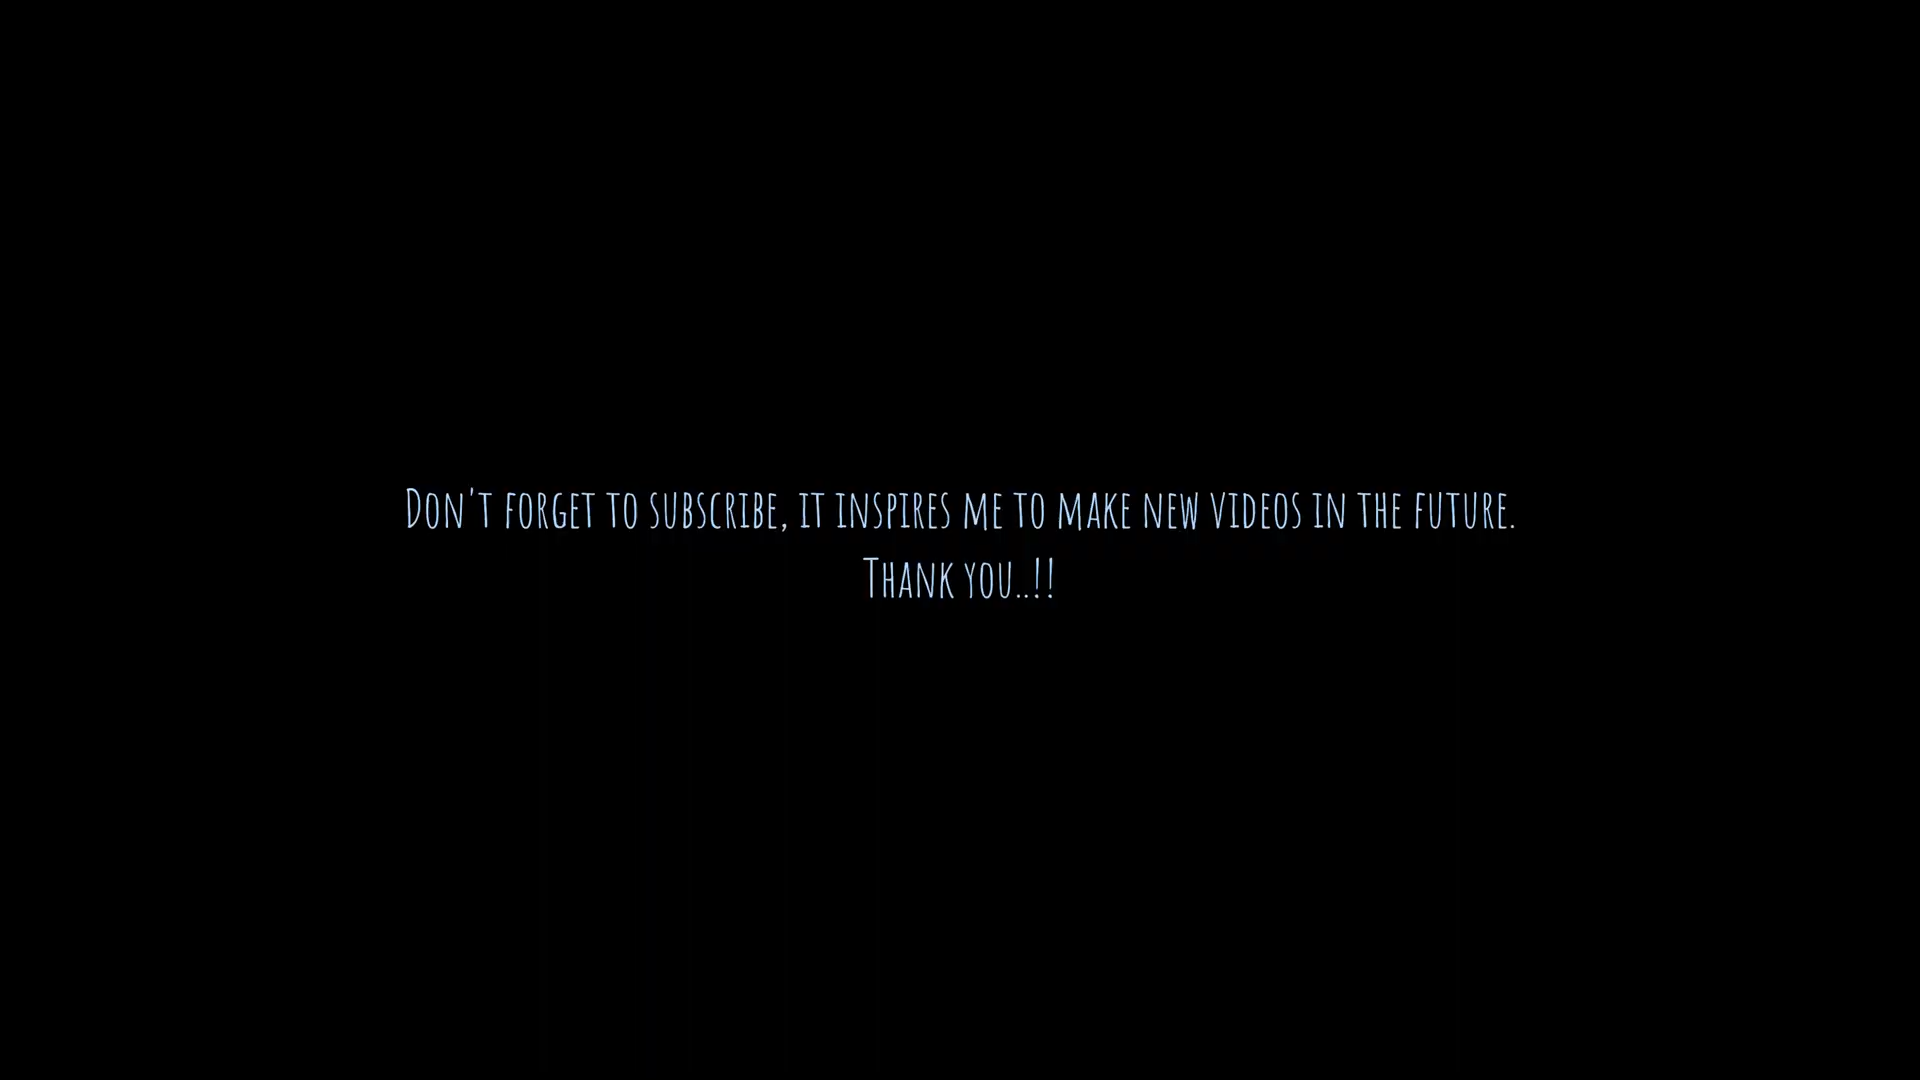 Don't forget to subscribe, it inspires me to make new videos in the future.
Thank you..!!